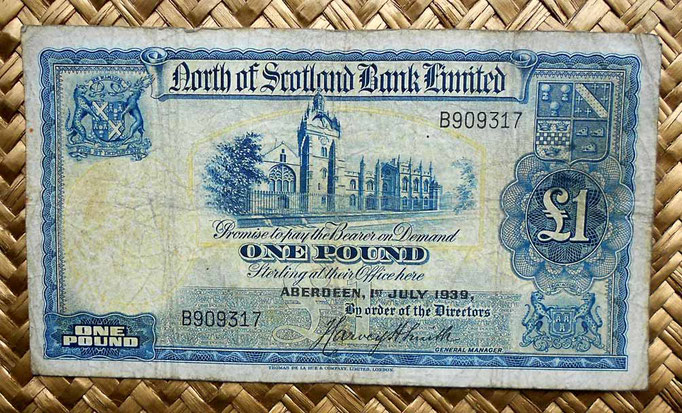 North of Scotland Bank Limited
B909317
Promise to pay the Bearer on Demand
ONE POUND
£1
Sterling at their Office here
ABERDEEN, 1ST JULY 1939,
B909317
By order of the Directors
J Harvey H Smith
GENERAL MANAGER
ONE
POUND
THOMAS DE LA RUE & COMPANY, LIMITED, LONDON.